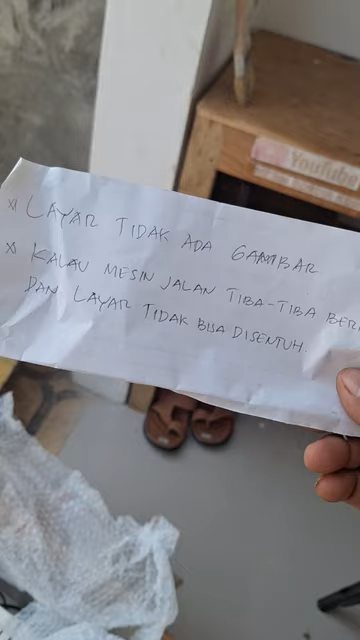 YouTube
x LAYAR TIDAK ADA GAMBAR
x KALAU MESIN JALAN TIBA-TIBA
DAN LAYAR TIDAK BISA DISENTUH.